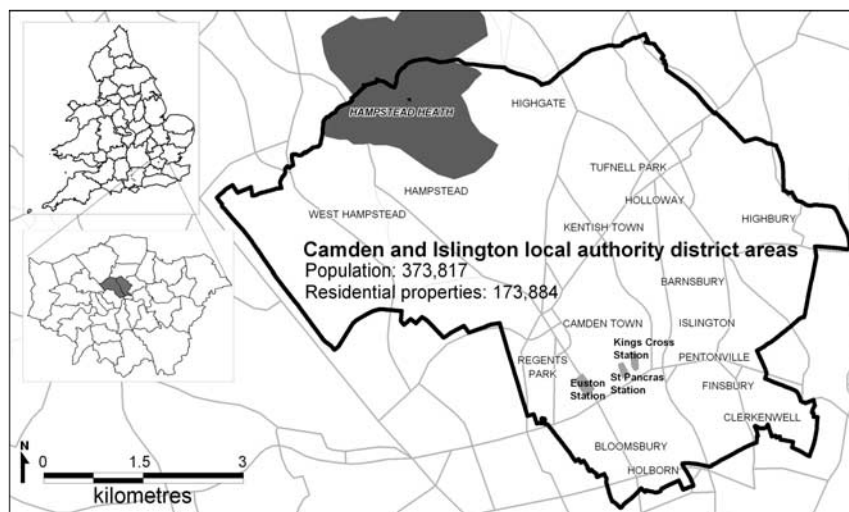 HAMPSTEAD HEATH
HIGHGATE
TUFNELL PARK
HAMPSTEAD
HOLLOWAY
WEST HAMPSTEAD
HIGHBURY
KENTISH TOWN
Camden and Islington local authority district areas
Population: 373,817
Residential properties: 173,884
BARNSBURY
CAMDEN TOWN
ISLINGTON
Kings Cross
Station
REGENTS
PARK
PENTONVILLE
St Pancras
Station
Euston
Station
FINSBURY
CLERKENWELL
BLOOMSBURY
HOLBORN
N
0 1.5 3
kilometres